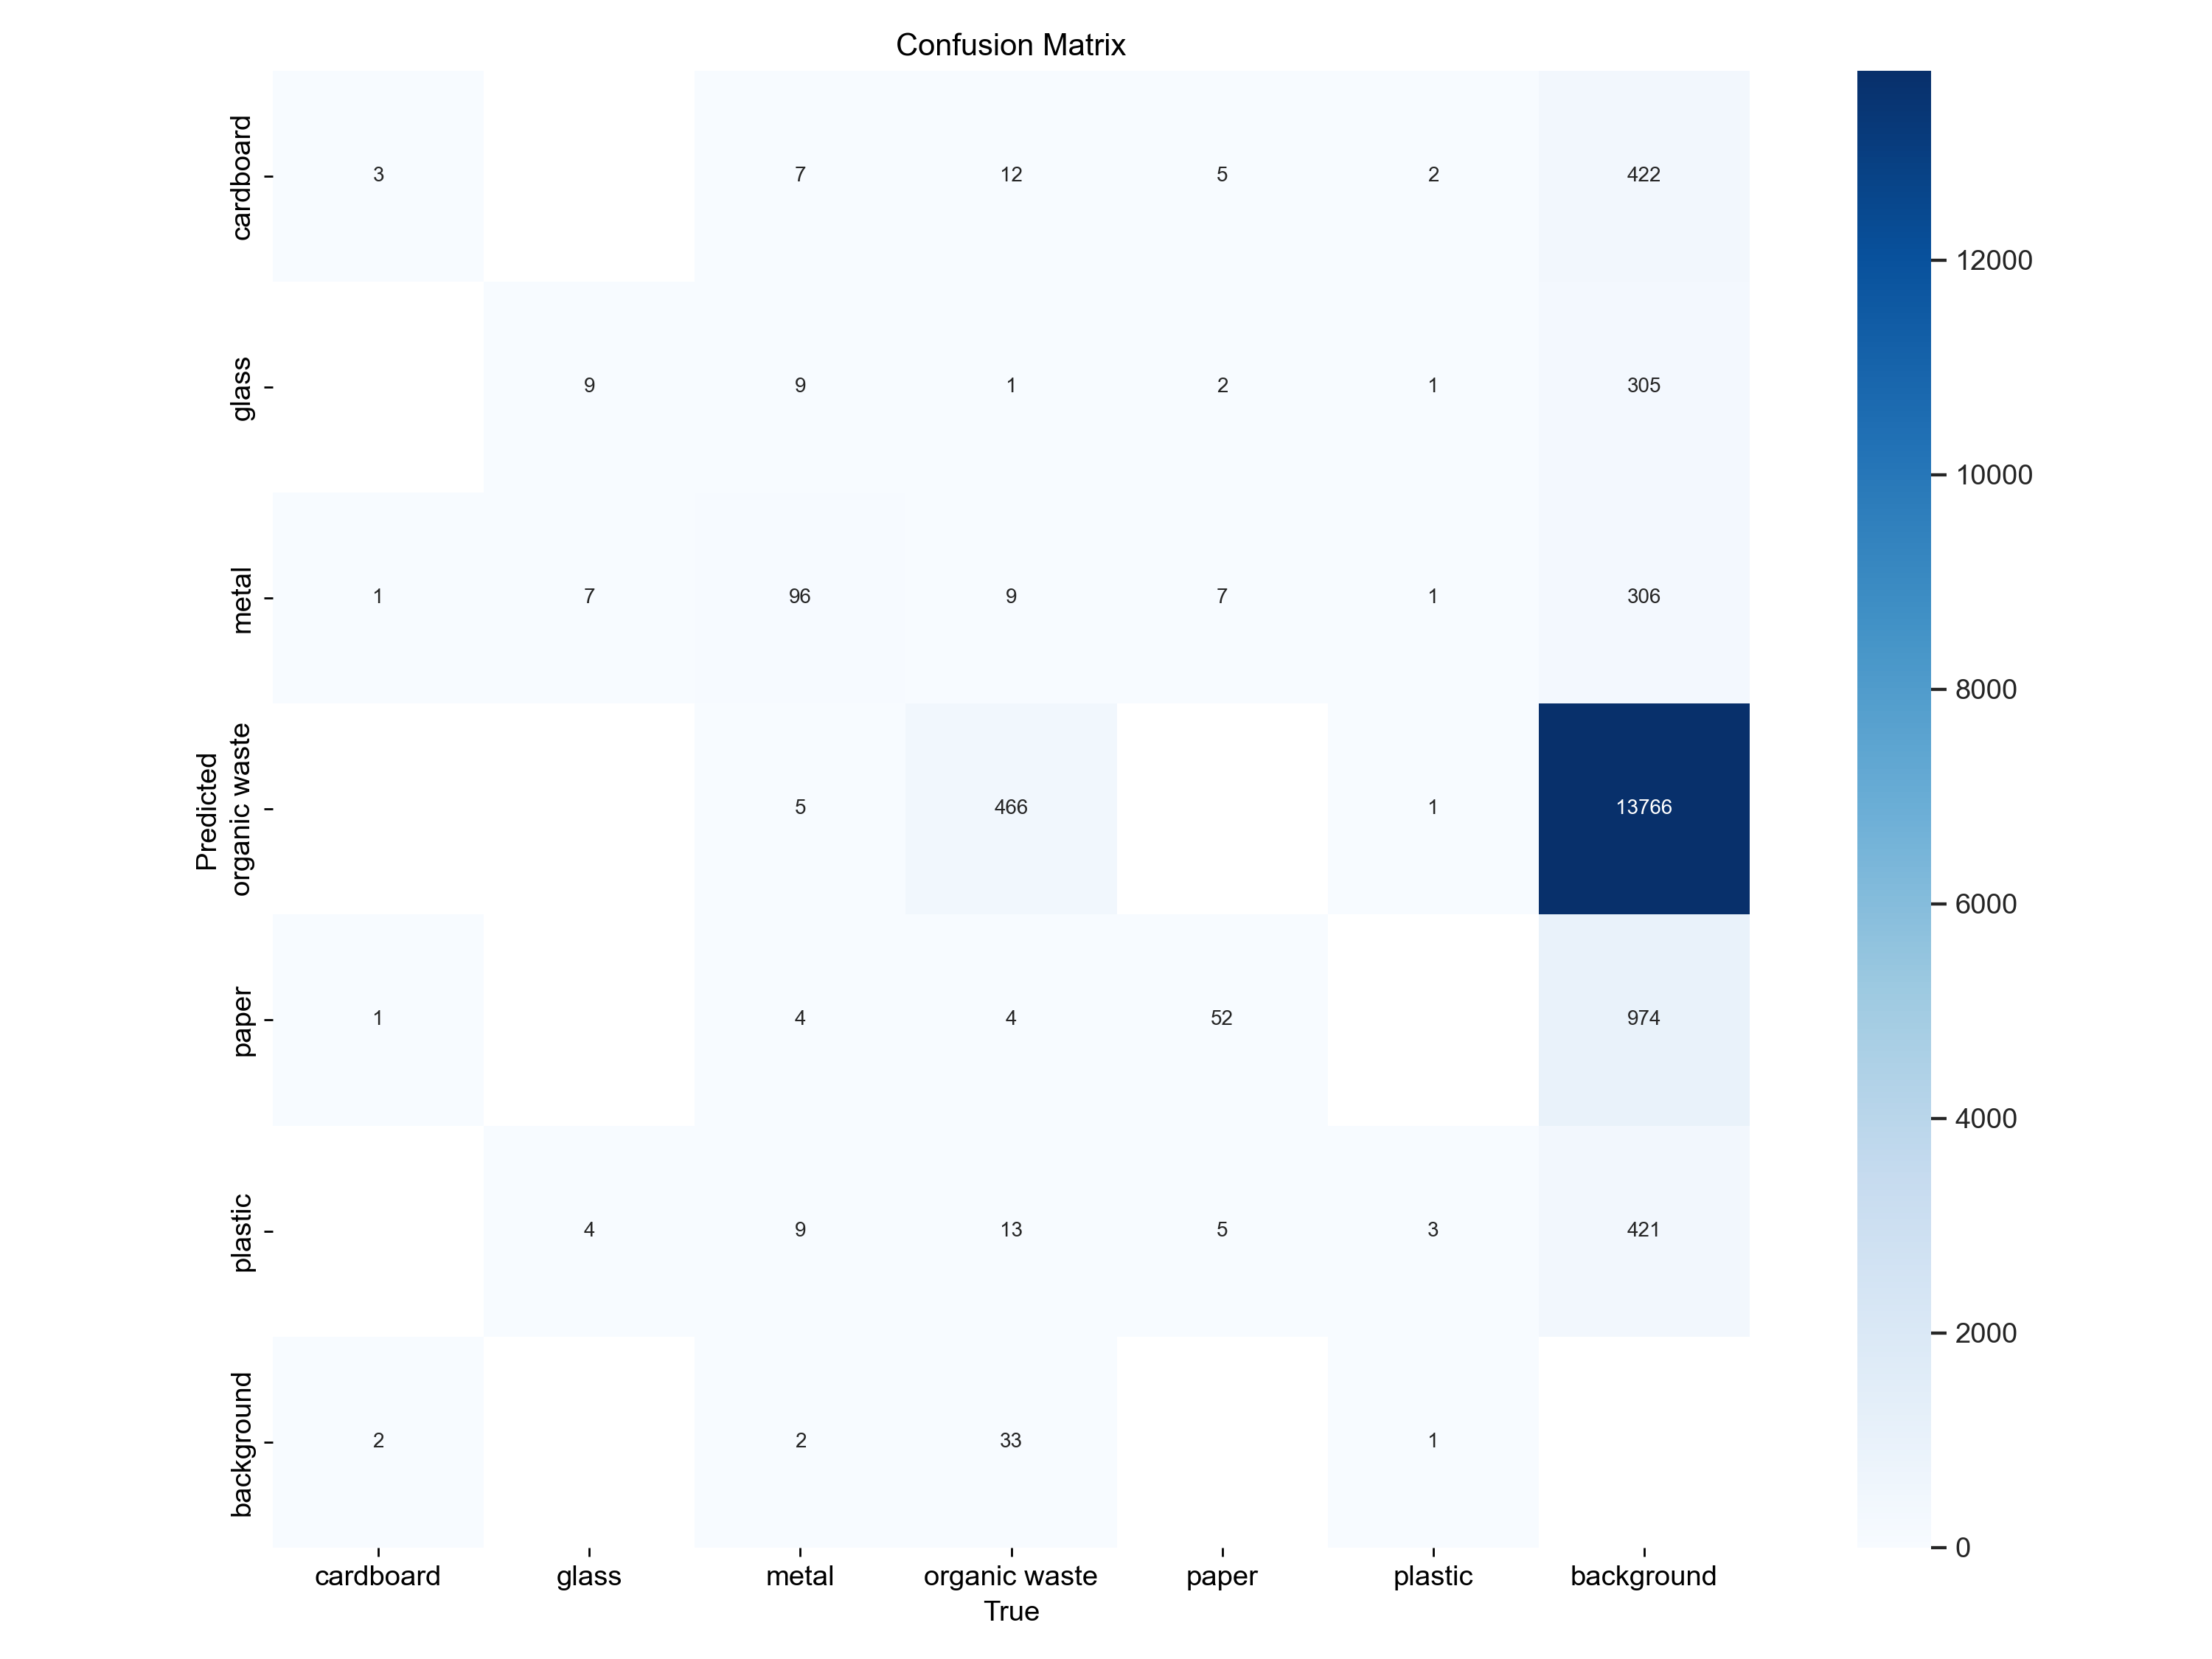 Confusion Matrix
cardboard
3 7 12 5 2 422
glass
9 9 1 2 1 305
metal
1 7 96 9 7 1 306
Predicted
organic waste
5 466 1 13766
paper
1 4 4 52 974
plastic
4 9 13 5 3 421
background
2 2 33 1
cardboard glass metal organic waste paper plastic background
True
12000
10000
8000
6000
4000
2000
0